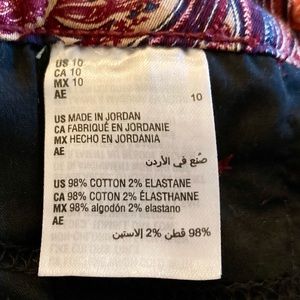 US 10
CA 10
MX 10
AE
10
US MADE IN JORDAN
CA FABRIQUÉ EN JORDANIE
MX HECHO EN JORDANIA
AE
صُنع في الأردن
US 98% COTTON 2% ELASTANE
CA 98% COTON 2% ÉLASTHANNE
MX 98% algodón 2% elastano
AE
98% قطن 2% إلاستين